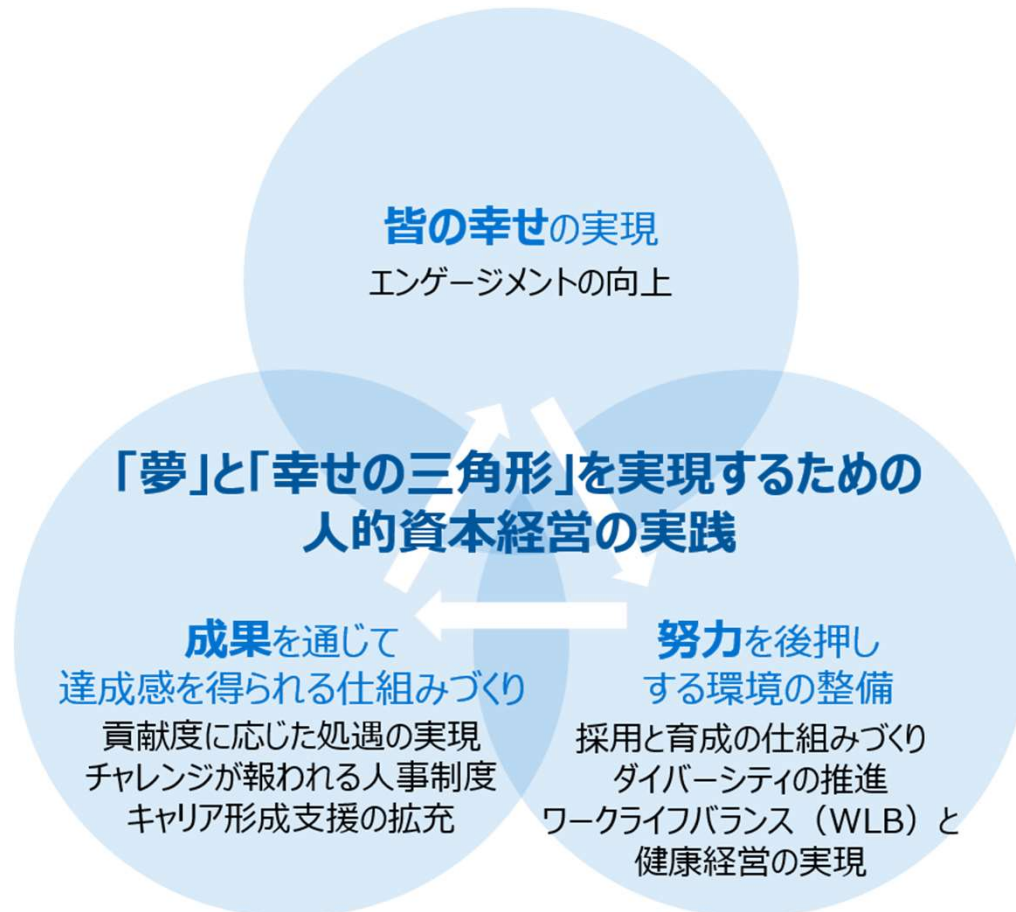 皆の幸せの実現
エンゲージメントの向上
「夢」と「幸せの三角形」を実現するための
人的資本経営の実践
成果を通じて
達成感を得られる仕組みづくり
貢献度に応じた処遇の実現
チャレンジが報われる人事制度
キャリア形成支援の拡充
努力を後押し
する環境の整備
採用と育成の仕組みづくり
ダイバーシティの推進
ワークライフバランス（WLB）と
健康経営の実現